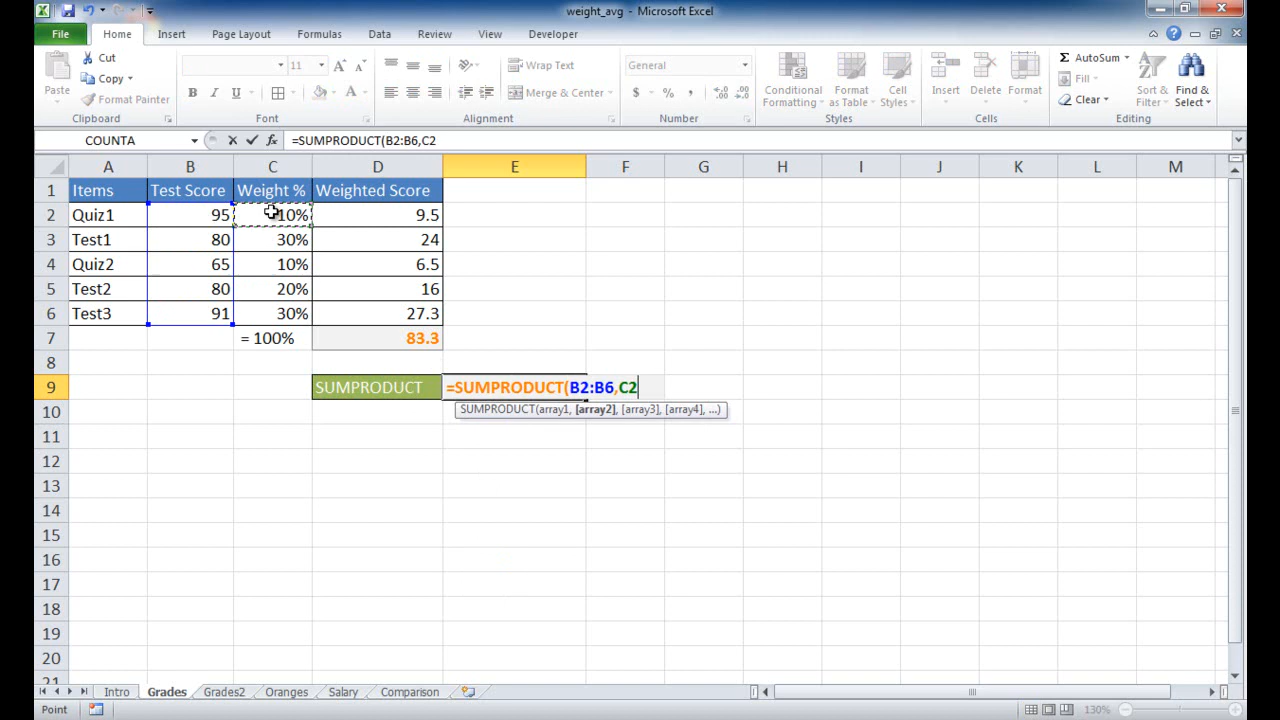 weight_avg - Microsoft Excel
File Home Insert Page Layout Formulas Data Review View Developer
Cut
Copy
Format Painter
Paste
Clipboard
11
B I U
Font
Wrap Text
Merge & Center
Alignment
General
$ % ,
Number
Conditional Formatting
Format as Table
Cell Styles
Styles
Insert Delete Format
Cells
AutoSum
Fill
Clear
Sort & Filter
Find & Select
Editing
COUNTA =SUMPRODUCT(B2:B6,C2
A B C D E F G H I J K L M
1 Items Test Score Weight % Weighted Score
2 Quiz1 95 10% 9.5
3 Test1 80 30% 24
4 Quiz2 65 10% 6.5
5 Test2 80 20% 16
6 Test3 91 30% 27.3
7 = 100% 83.3
8
9 SUMPRODUCT =SUMPRODUCT(B2:B6,C2
SUMPRODUCT(array1, [array2], [array3], [array4], ...)
10
11
12
13
14
15
16
17
18
19
20
21
Intro Grades Grades2 Oranges Salary Comparison
Point 130%